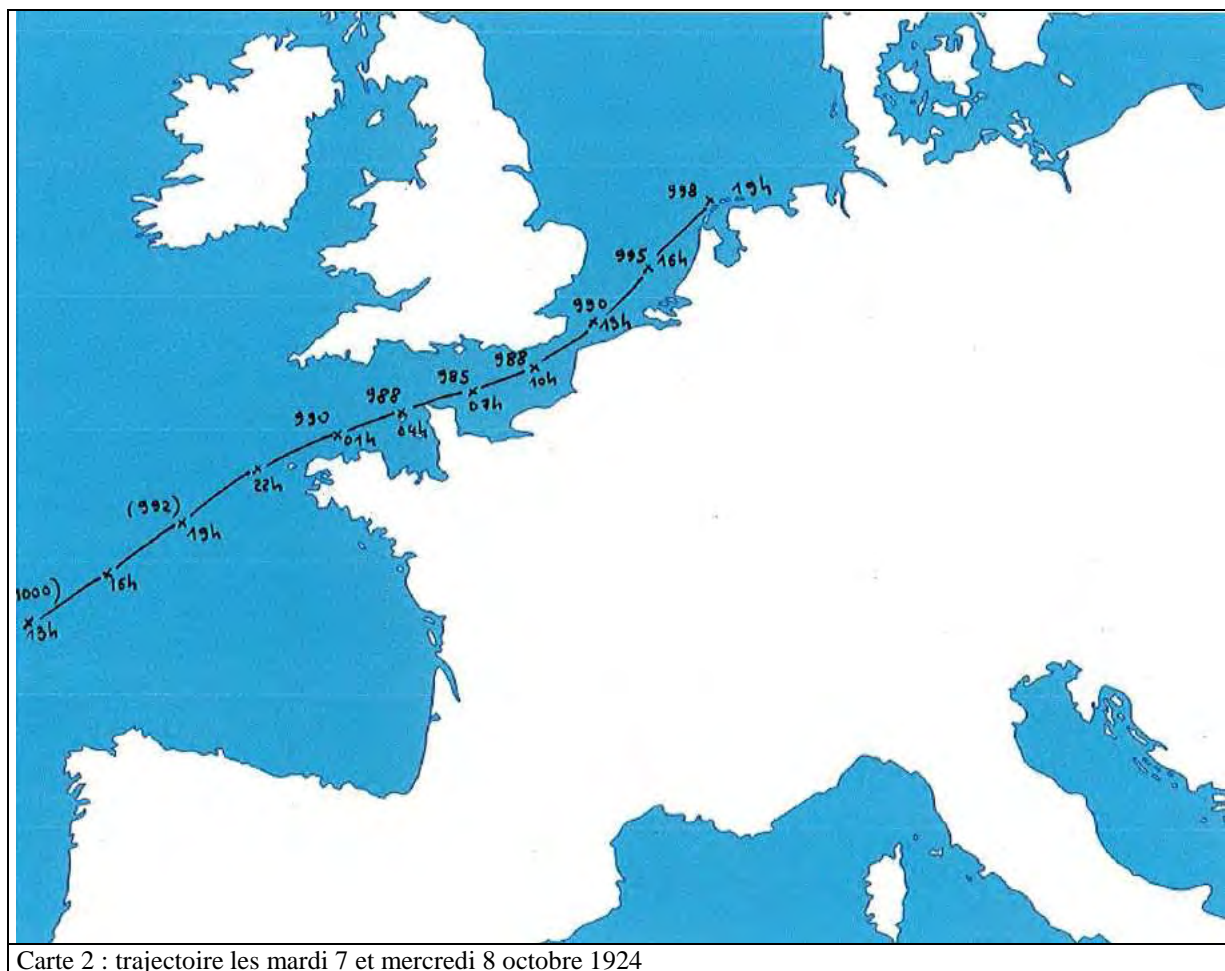 998 19h
995
16h
990
13h
988
10h
985
07h
988
04h
990
01h
22h
(992)
19h
16h
1000)
13h
Carte 2 : trajectoire les mardi 7 et mercredi 8 octobre 1924